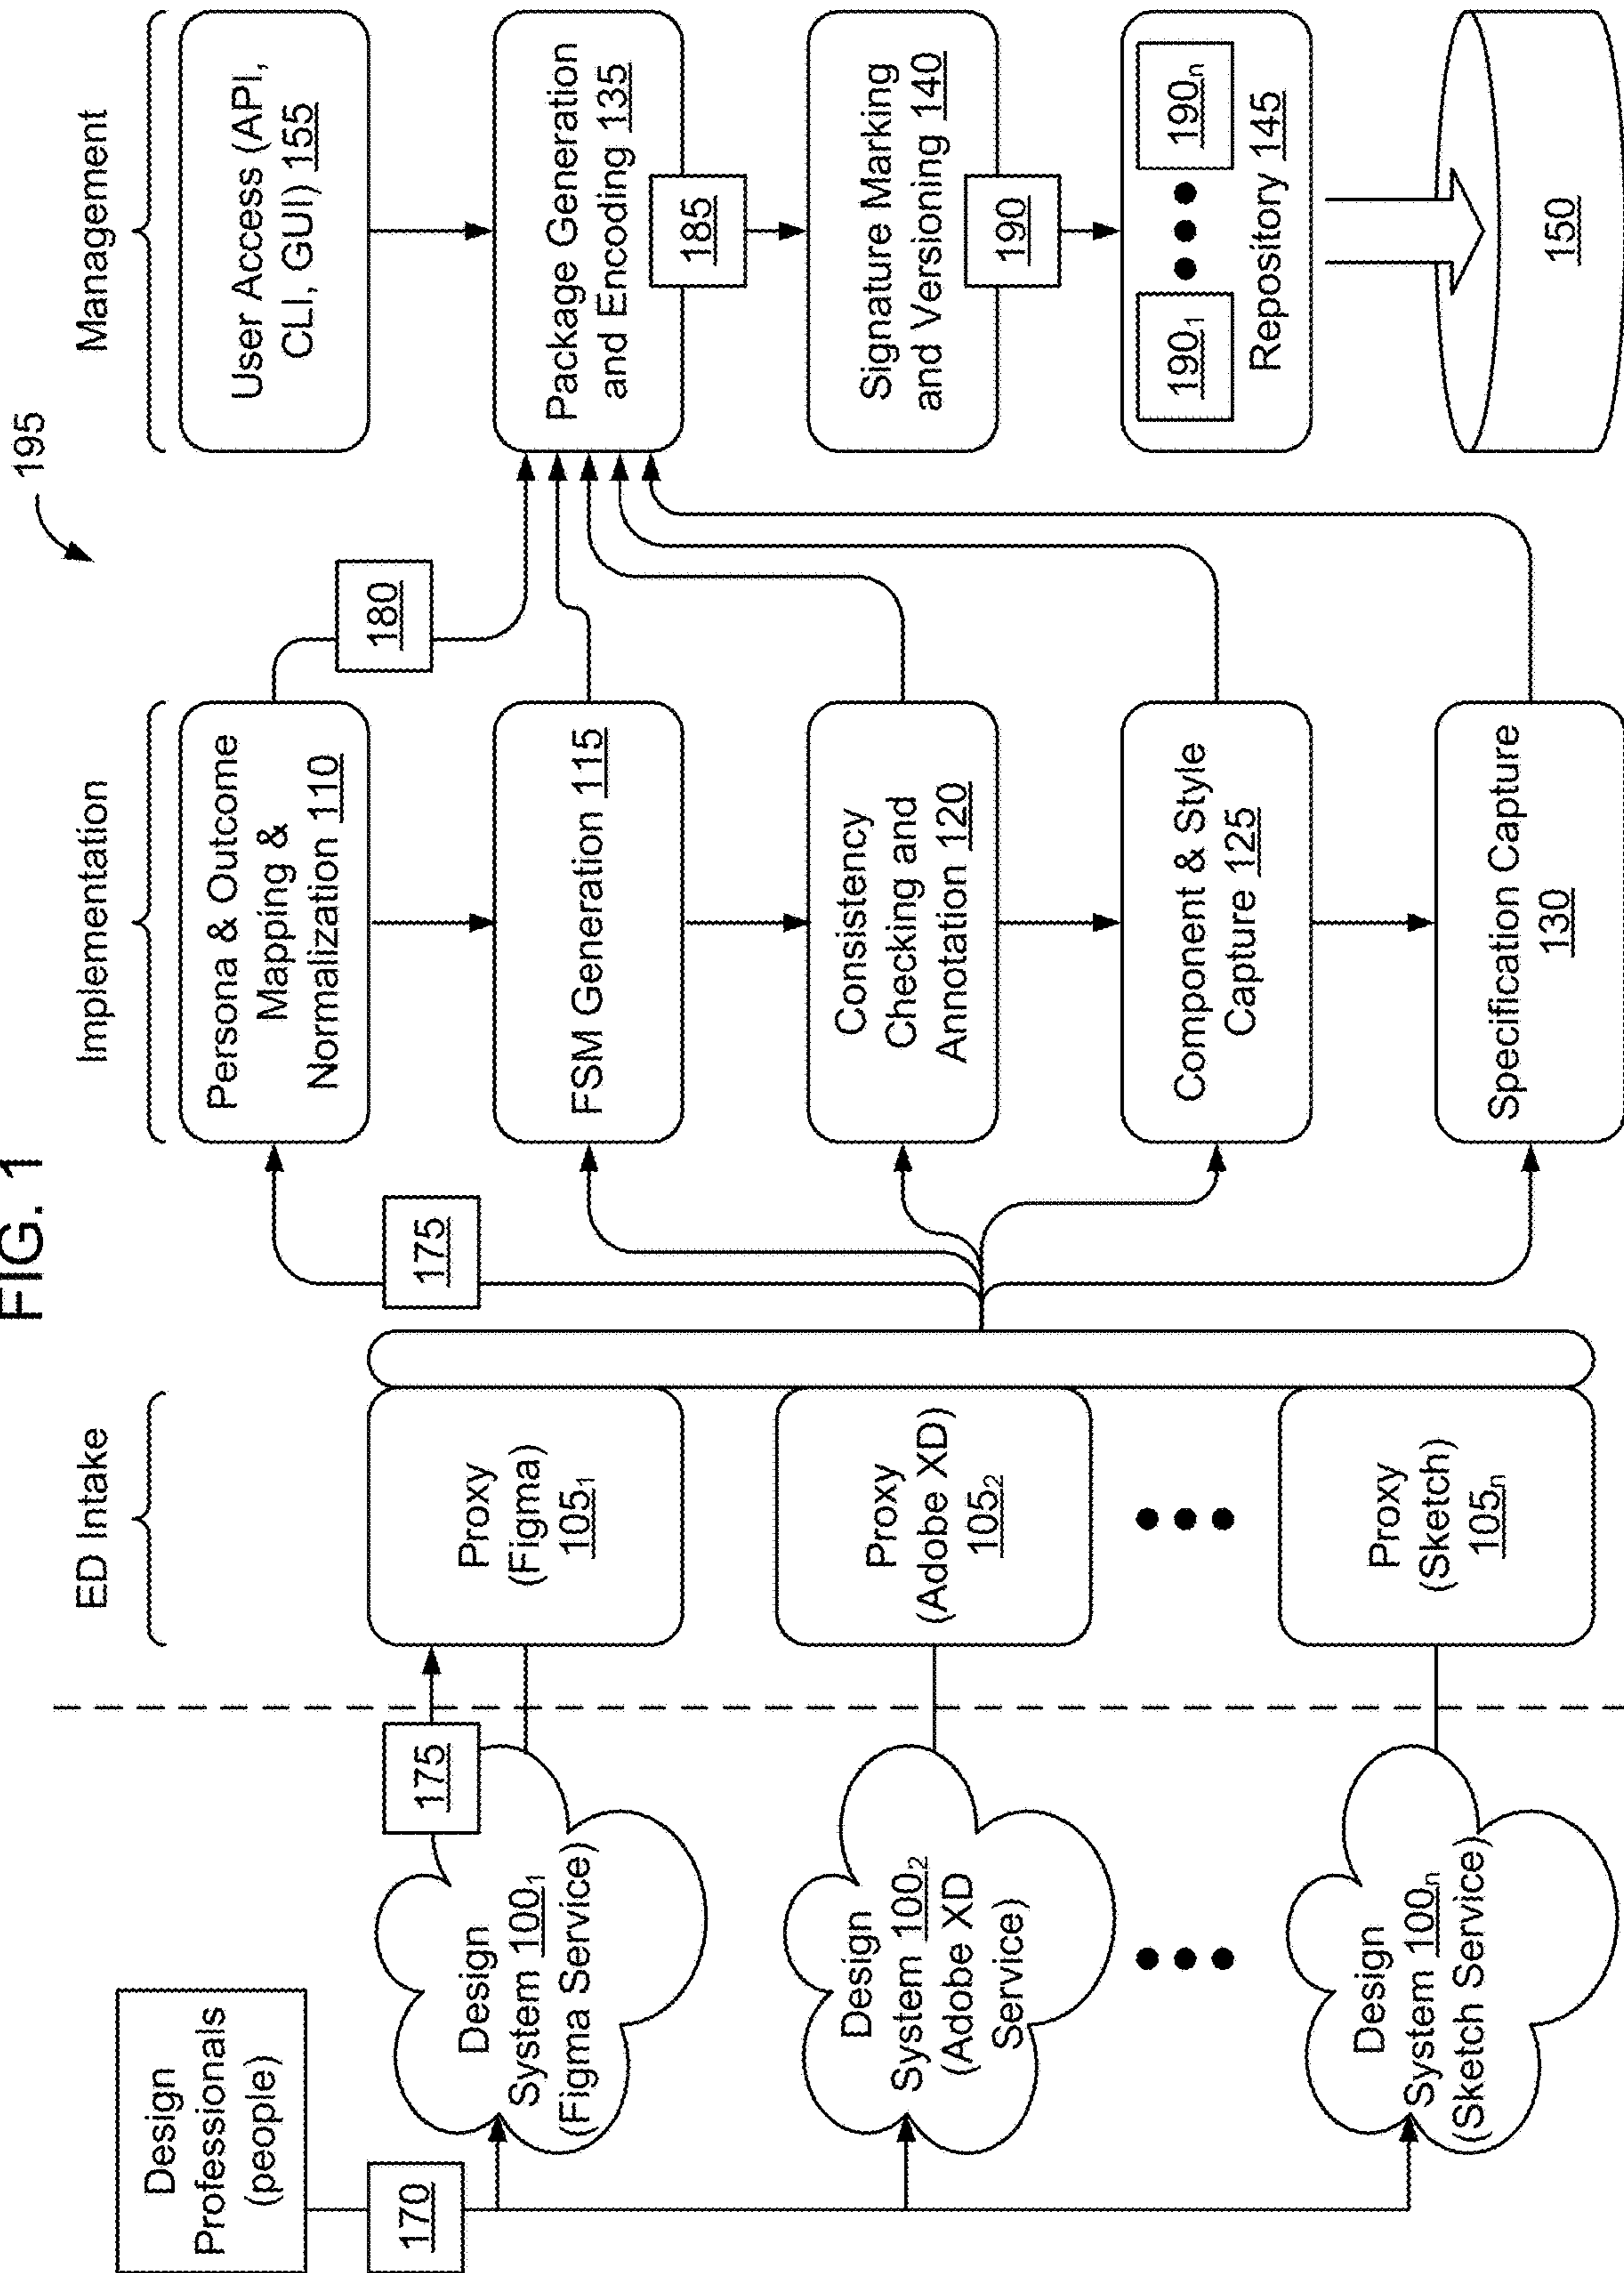 FIG. 1
195
ED Intake
Implementation
Management
Design
Professionals
(people)
170
Design
System 100₁
(Figma Service)
175
Design
System 100₂
(Adobe XD
Service)
Design
System 100ₙ
(Sketch Service)
Proxy
(Figma)
105₁
Proxy
(Adobe XD)
105₂
Proxy
(Sketch)
105ₙ
175
Persona & Outcome
Mapping &
Normalization 110
180
FSM Generation 115
Consistency
Checking and
Annotation 120
Component & Style
Capture 125
Specification Capture
130
User Access (API,
CLI, GUI) 155
Package Generation
and Encoding 135
185
Signature Marking
and Versioning 140
190
190₁
190ₙ
Repository 145
150